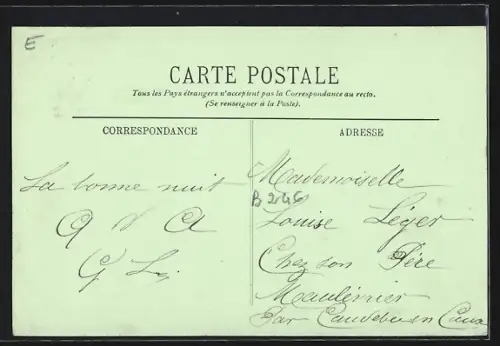 E
CARTE POSTALE
Tous les Pays étrangers n'acceptent pas la Correspondance au recto.
(Se renseigner à la Poste).
CORRESPONDANCE
ADRESSE
La bonne nuit
Mademoiselle
B246
Louise Léger
Chez son Père
Maulévrier
Par Caudebec en Caux